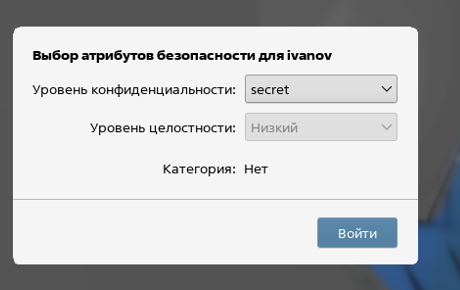 Выбор атрибутов безопасности для ivanov
Уровень конфиденциальности: secret
Уровень целостности: Низкий
Категория: Нет
Войти